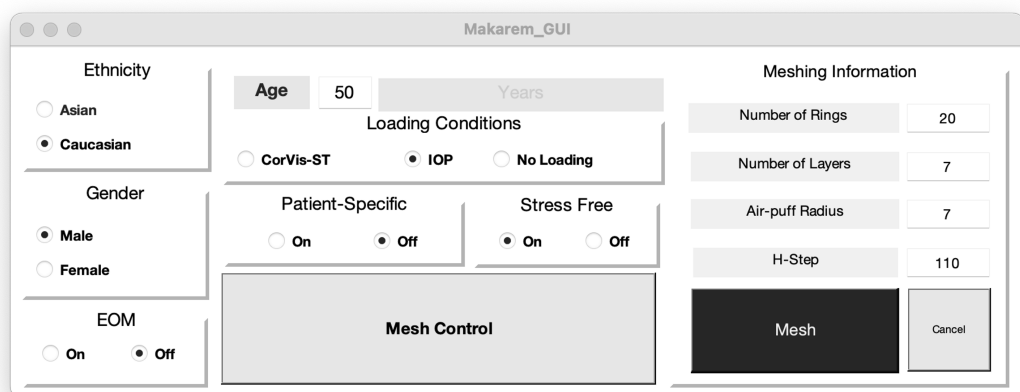 Makarem_GUI
Ethnicity
Asian
Caucasian
Gender
Male
Female
EOM
On Off
Age 50 Years
Loading Conditions
CorVis-ST IOP No Loading
Patient-Specific
On Off
Stress Free
On Off
Mesh Control
Meshing Information
Number of Rings 20
Number of Layers 7
Air-puff Radius 7
H-Step 110
Mesh Cancel